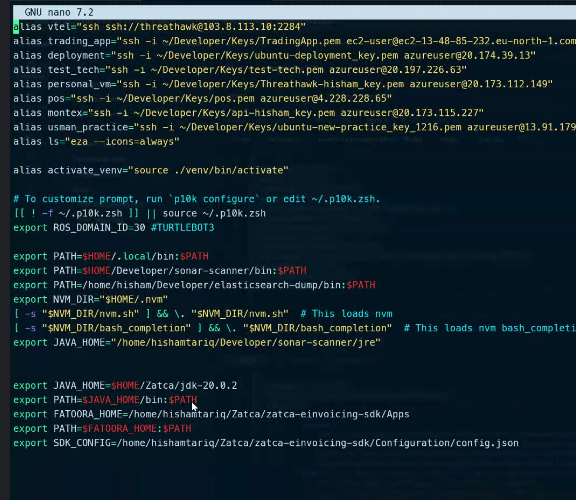 GNU nano 7.2
alias vtel="ssh ssh://threathawk@103.8.113.10:2284"
alias trading_app="ssh -i ~/Developer/Keys/TradingApp.pem ec2-user@ec2-13-48-85-232.eu-north-1.com
alias deployment="ssh -i ~/Developer/Keys/ubuntu-deployment_key.pem azureuser@20.174.39.13"
alias test_tech="ssh -i ~/Developer/Keys/test-tech.pem azureuser@20.197.226.63"
alias personal_vm="ssh -i ~/Developer/Keys/Threathawk-hisham_key.pem azureuser@20.173.112.149"
alias pos="ssh -i ~/Developer/Keys/pos.pem azureuser@4.228.228.65"
alias montex="ssh -i ~/Developer/Keys/api-hisham_key.pem azureuser@20.173.115.227"
alias usman_practice="ssh -i ~/Developer/Keys/ubuntu-new-practice_key_1216.pem azureuser@13.91.179
alias ls="eza --icons=always"
alias activate_venv="source ./venv/bin/activate"
# To customize prompt, run `p10k configure` or edit ~/.p10k.zsh.
[[ ! -f ~/.p10k.zsh ]] || source ~/.p10k.zsh
export ROS_DOMAIN_ID=30 #TURTLEBOT3
export PATH=$HOME/.local/bin:$PATH
export PATH=$HOME/Developer/sonar-scanner/bin:$PATH
export PATH=/home/hisham/Developer/elasticsearch-dump/bin:$PATH
export NVM_DIR="$HOME/.nvm"
[ -s "$NVM_DIR/nvm.sh" ] && \. "$NVM_DIR/nvm.sh"  # This loads nvm
[ -s "$NVM_DIR/bash_completion" ] && \. "$NVM_DIR/bash_completion"  # This loads nvm bash_completi
export JAVA_HOME="/home/hishamtariq/Developer/sonar-scanner/jre"
export JAVA_HOME=$HOME/Zatca/jdk-20.0.2
export PATH=$JAVA_HOME/bin:$PATH
export FATOORA_HOME=/home/hishamtariq/Zatca/zatca-einvoicing-sdk/Apps
export PATH=$FATOORA_HOME:$PATH
export SDK_CONFIG=/home/hishamtariq/Zatca/zatca-einvoicing-sdk/Configuration/config.json